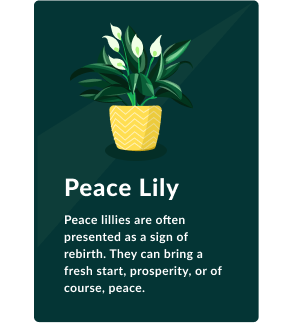 Peace Lily
Peace lillies are often
presented as a sign of
rebirth. They can bring a
fresh start, prosperity, or of
course, peace.